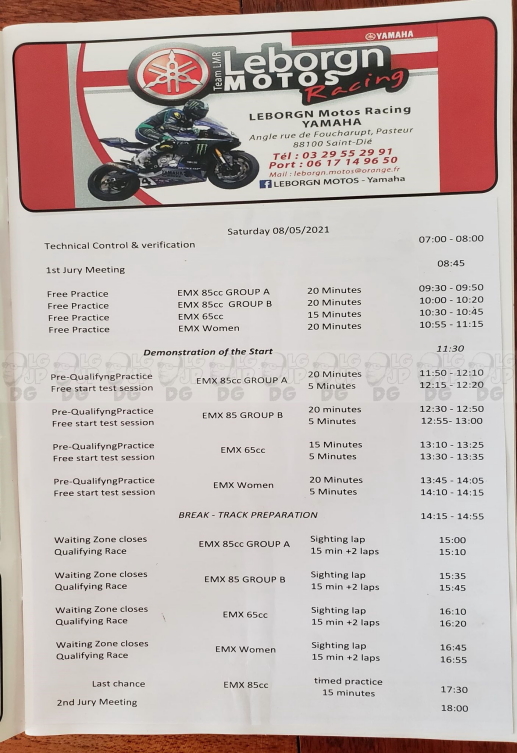 YAMAHA
Team LMR
Leborgn
MOTOS
Racing
LEBORGN Motos Racing
YAMAHA
Angle rue de Foucharupt, Pasteur
88100 Saint-Dié
Tél : 03 29 55 29 91
Port : 06 17 14 96 50
Mail : leborgn.motos@orange.fr
LEBORGN MOTOS - Yamaha
Saturday 08/05/2021
Technical Control & verification 07:00 - 08:00
1st Jury Meeting 08:45
Free Practice EMX 85cc GROUP A 20 Minutes 09:30 - 09:50
Free Practice EMX 85cc GROUP B 20 Minutes 10:00 - 10:20
Free Practice EMX 65cc 15 Minutes 10:30 - 10:45
Free Practice EMX Women 20 Minutes 10:55 - 11:15
Demonstration of the Start 11:30
Pre-QualifyngPractice EMX 85cc GROUP A 20 Minutes 11:50 - 12:10
Free start test session 5 Minutes 12:15 - 12:20
Pre-QualifyngPractice EMX 85 GROUP B 20 minutes 12:30 - 12:50
Free start test session 5 Minutes 12:55- 13:00
Pre-QualifyngPractice EMX 65cc 15 Minutes 13:10 - 13:25
Free start test session 5 Minutes 13:30 - 13:35
Pre-QualifyngPractice EMX Women 20 Minutes 13:45 - 14:05
Free start test session 5 Minutes 14:10 - 14:15
BREAK - TRACK PREPARATION 14:15 - 14:55
Waiting Zone closes EMX 85cc GROUP A Sighting lap 15:00
Qualifying Race 15 min +2 laps 15:10
Waiting Zone closes EMX 85 GROUP B Sighting lap 15:35
Qualifying Race 15 min +2 laps 15:45
Waiting Zone closes EMX 65cc Sighting lap 16:10
Qualifying Race 15 min +2 laps 16:20
Waiting Zone closes EMX Women Sighting lap 16:45
Qualifying Race 15 min +2 laps 16:55
Last chance EMX 85cc timed practice
15 minutes 17:30
2nd Jury Meeting 18:00
LG JP DG